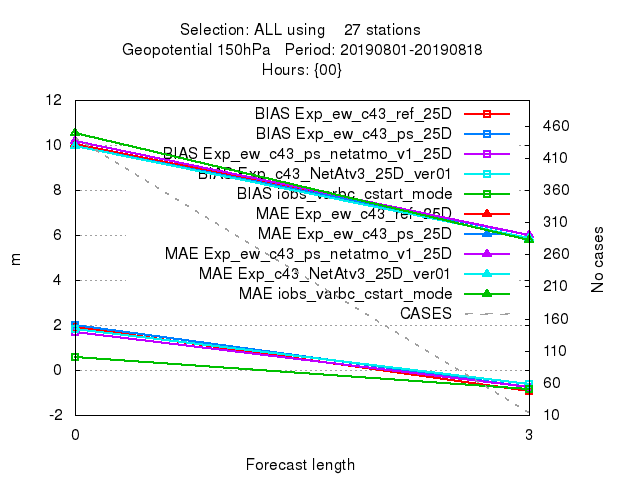 Selection: ALL using 27 stations
Geopotential 150hPa Period: 20190801-20190818
Hours: {00}
12
10
8
6
4
2
0
-2
m
BIAS Exp_ew_c43_ref_25D
BIAS Exp_ew_c43_ps_25D
BIAS Exp_ew_c43_ps_netatmo_v1_25D
BIAS Exp_c43_NetAtv3_25D_ver01
BIAS iobs_varbc_cstart_mode
MAE Exp_ew_c43_ref_25D
MAE Exp_ew_c43_ps_25D
MAE Exp_ew_c43_ps_netatmo_v1_25D
MAE Exp_c43_NetAtv3_25D_ver01
MAE iobs_varbc_cstart_mode
CASES
460
410
360
310
260
210
160
110
60
10
No cases
0
3
Forecast length